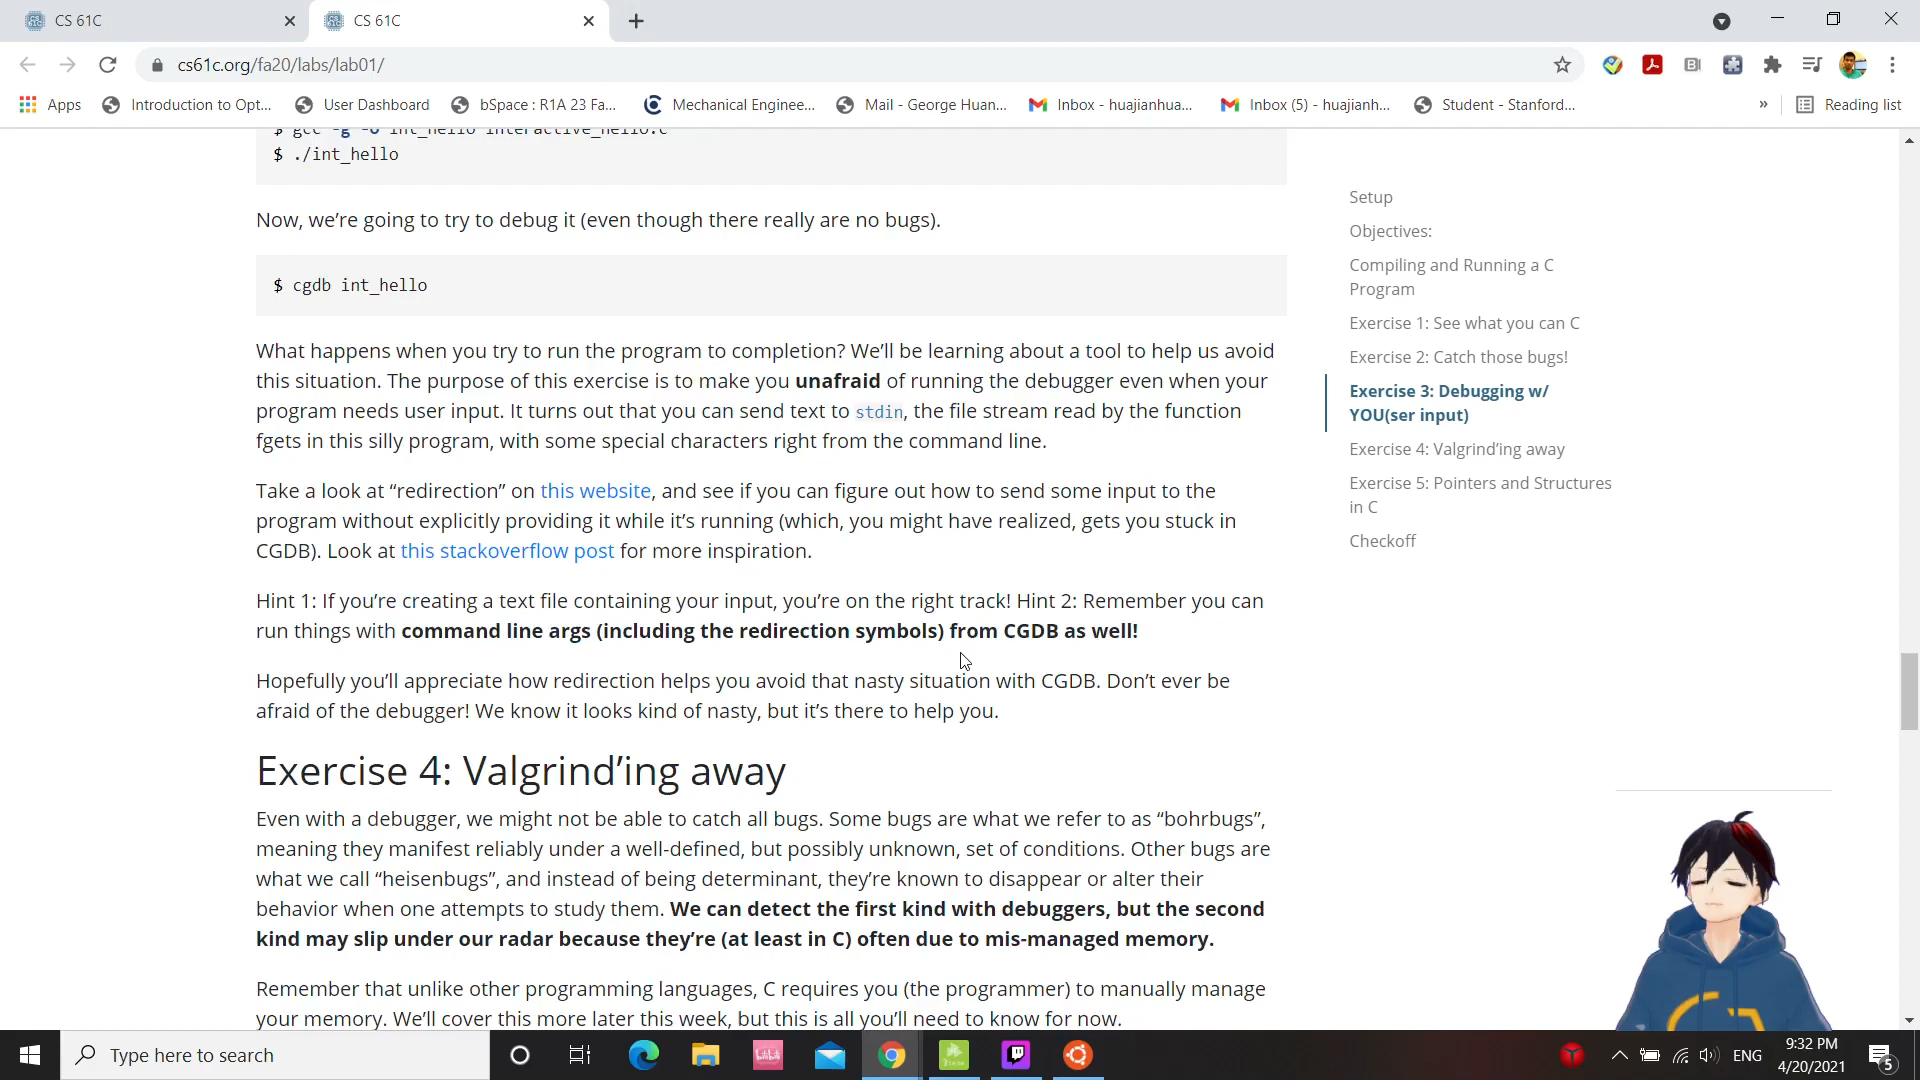 CS 61C
CS 61C
cs61c.org/fa20/labs/lab01/
Apps
Introduction to Opt...
User Dashboard
bSpace : R1A 23 Fa...
Mechanical Enginee...
Mail - George Huan...
Inbox - huajianhua...
Inbox (5) - huajianh...
Student - Stanford...
»
Reading list
$ gcc -g -o int_hello interactive_hello.c
$ ./int_hello
Now, we’re going to try to debug it (even though there really are no bugs).
$ cgdb int_hello
What happens when you try to run the program to completion? We’ll be learning about a tool to help us avoid
this situation. The purpose of this exercise is to make you unafraid of running the debugger even when your
program needs user input. It turns out that you can send text to stdin, the file stream read by the function
fgets in this silly program, with some special characters right from the command line.
Take a look at “redirection” on this website, and see if you can figure out how to send some input to the
program without explicitly providing it while it’s running (which, you might have realized, gets you stuck in
CGDB). Look at this stackoverflow post for more inspiration.
Hint 1: If you’re creating a text file containing your input, you’re on the right track! Hint 2: Remember you can
run things with command line args (including the redirection symbols) from CGDB as well!
Hopefully you’ll appreciate how redirection helps you avoid that nasty situation with CGDB. Don’t ever be
afraid of the debugger! We know it looks kind of nasty, but it’s there to help you.
Exercise 4: Valgrind’ing away
Even with a debugger, we might not be able to catch all bugs. Some bugs are what we refer to as “bohrbugs”,
meaning they manifest reliably under a well-defined, but possibly unknown, set of conditions. Other bugs are
what we call “heisenbugs”, and instead of being determinant, they’re known to disappear or alter their
behavior when one attempts to study them. We can detect the first kind with debuggers, but the second
kind may slip under our radar because they’re (at least in C) often due to mis-managed memory.
Remember that unlike other programming languages, C requires you (the programmer) to manually manage
your memory. We’ll cover this more later this week, but this is all you’ll need to know for now.
Setup
Objectives:
Compiling and Running a C
Program
Exercise 1: See what you can C
Exercise 2: Catch those bugs!
Exercise 3: Debugging w/
YOU(ser input)
Exercise 4: Valgrind’ing away
Exercise 5: Pointers and Structures
in C
Checkoff
Type here to search
ENG
9:32 PM
4/20/2021
5